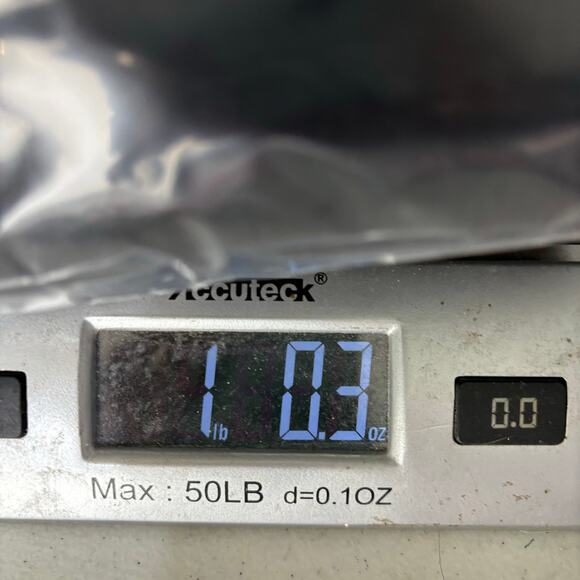 Accuteck®
1 lb 0.3 oz
0.0
Max : 50LB d=0.1OZ